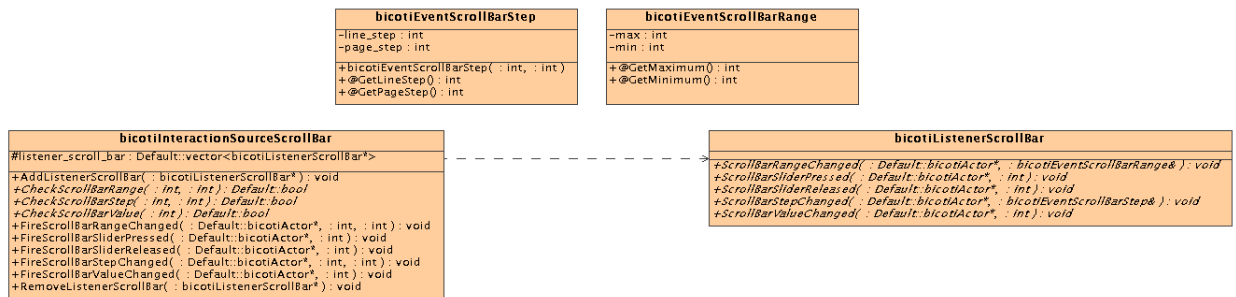 bicotiEventScrollBarStep
-line_step : int
-page_step : int
+bicotiEventScrollBarStep( : int, : int )
+@GetLineStep() : int
+@GetPageStep() : int
bicotiEventScrollBarRange
-max : int
-min : int
+@GetMaximum() : int
+@GetMinimum() : int
bicotiInteractionSourceScrollBar
#listener_scroll_bar : Default::vector<bicotiListenerScrollBar*>
+AddListenerScrollBar( : bicotiListenerScrollBar* ) : void
+CheckScrollBarRange( : int, : int ) : Default::bool
+CheckScrollBarStep( : int, : int ) : Default::bool
+CheckScrollBarValue( : int ) : Default::bool
+FireScrollBarRangeChanged( : Default::bicotiActor*, : int, : int ) : void
+FireScrollBarSliderPressed( : Default::bicotiActor*, : int ) : void
+FireScrollBarSliderReleased( : Default::bicotiActor*, : int ) : void
+FireScrollBarStepChanged( : Default::bicotiActor*, : int, : int ) : void
+FireScrollBarValueChanged( : Default::bicotiActor*, : int ) : void
+RemoveListenerScrollBar( : bicotiListenerScrollBar* ) : void
bicotiListenerScrollBar
+ScrollBarRangeChanged( : Default::bicotiActor*, : bicotiEventScrollBarRange& ) : void
+ScrollBarSliderPressed( : Default::bicotiActor*, : int ) : void
+ScrollBarSliderReleased( : Default::bicotiActor*, : int ) : void
+ScrollBarStepChanged( : Default::bicotiActor*, : bicotiEventScrollBarStep& ) : void
+ScrollBarValueChanged( : Default::bicotiActor*, : int ) : void